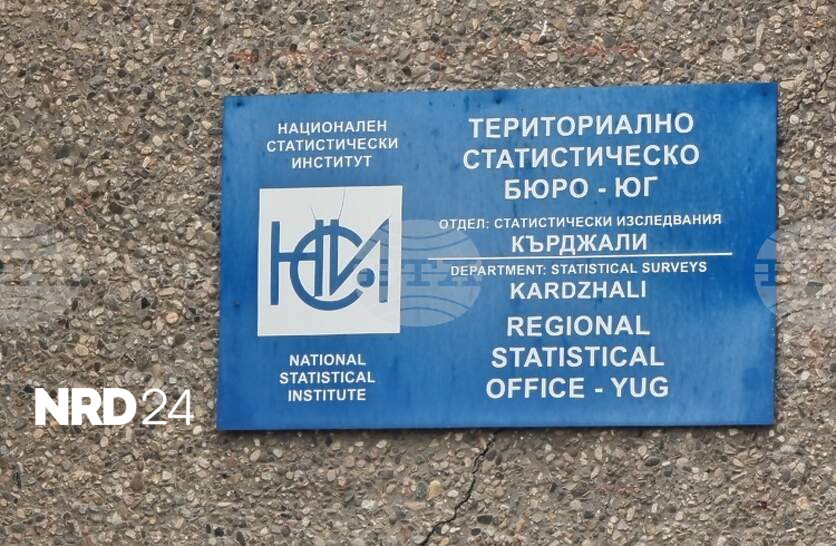 НАЦИОНАЛЕН
СТАТИСТИЧЕСКИ
ИНСТИТУТ
НСИ
NATIONAL
STATISTICAL
INSTITUTE
ТЕРИТОРИАЛНО
СТАТИСТИЧЕСКО
БЮРО - ЮГ
ОТДЕЛ: СТАТИСТИЧЕСКИ ИЗСЛЕДВАНИЯ
КЪРДЖАЛИ
DEPARTMENT: STATISTICAL SURVEYS
KARDZHALI
REGIONAL
STATISTICAL
OFFICE - YUG
NRD24